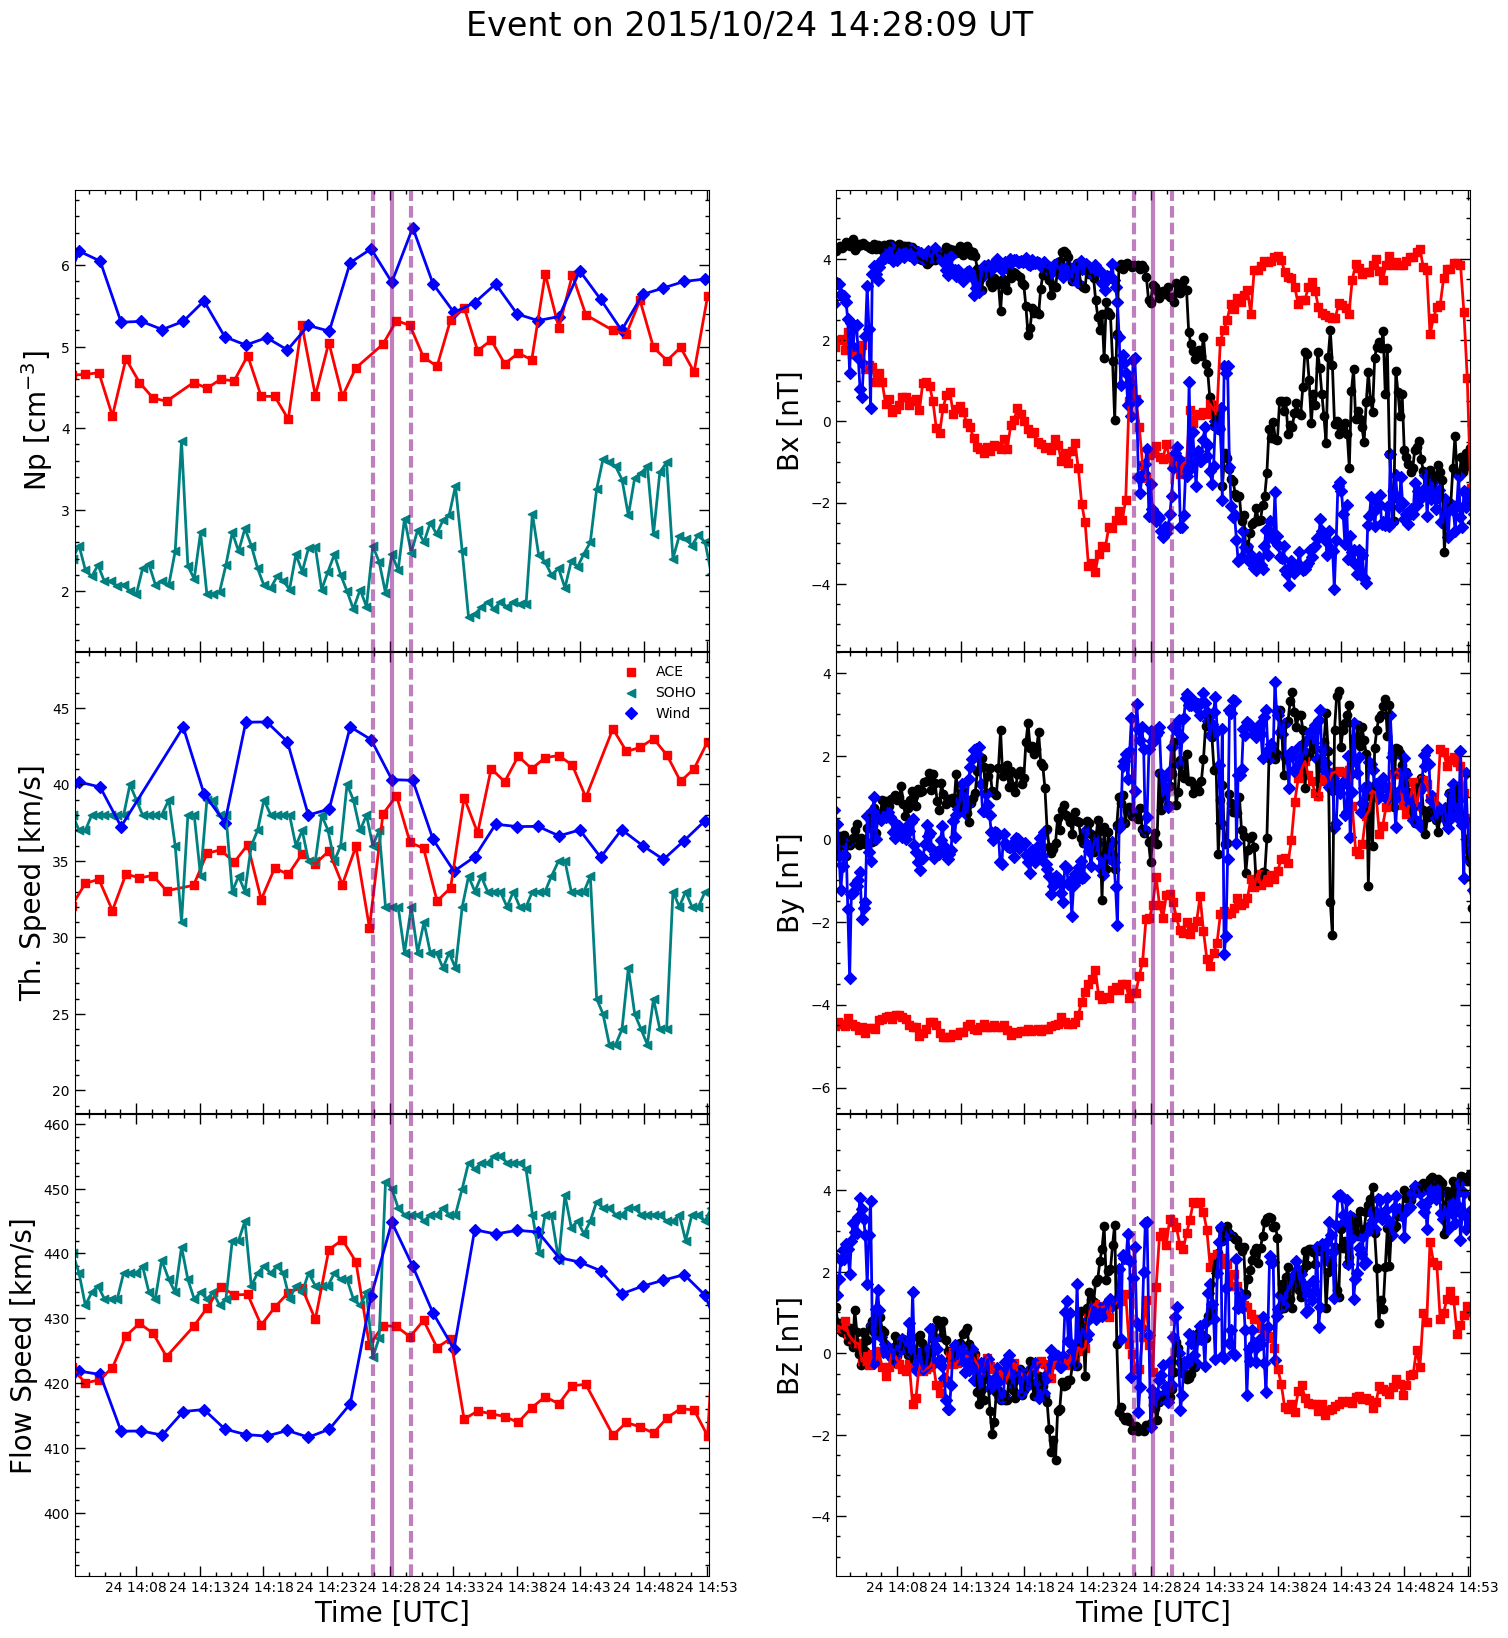 Event on 2015/10/24 14:28:09 UT
Np [cm⁻³]
6
5
4
3
2
Th. Speed [km/s]
45
40
35
30
25
20
ACE
SOHO
Wind
Flow Speed [km/s]
460
450
440
430
420
410
400
24 14:08 24 14:13 24 14:18 24 14:23 24 14:28 24 14:33 24 14:38 24 14:43 24 14:48 24 14:53
Time [UTC]
Bx [nT]
4
2
0
−2
−4
By [nT]
4
2
0
−2
−4
−6
Bz [nT]
4
2
0
−2
−4
24 14:08 24 14:13 24 14:18 24 14:23 24 14:28 24 14:33 24 14:38 24 14:43 24 14:48 24 14:53
Time [UTC]